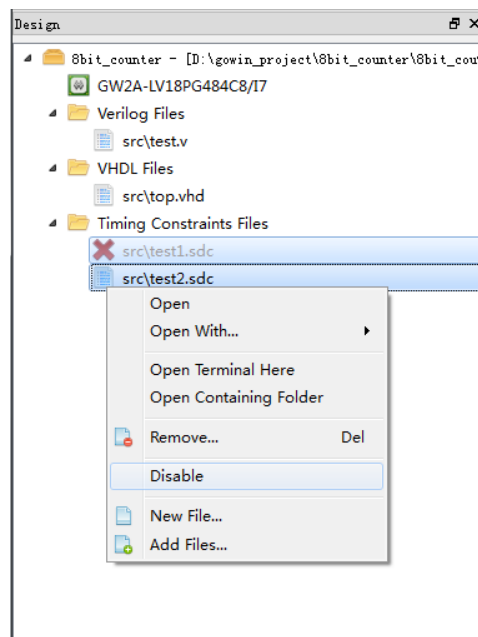 Design
8bit_counter - [D:\gowin_project\8bit_counter\8bit_cou
GW2A-LV18PG484C8/I7
Verilog Files
src\test.v
VHDL Files
src\top.vhd
Timing Constraints Files
src\test1.sdc
src\test2.sdc
Open
Open With...
Open Terminal Here
Open Containing Folder
Remove... Del
Disable
New File...
Add Files...